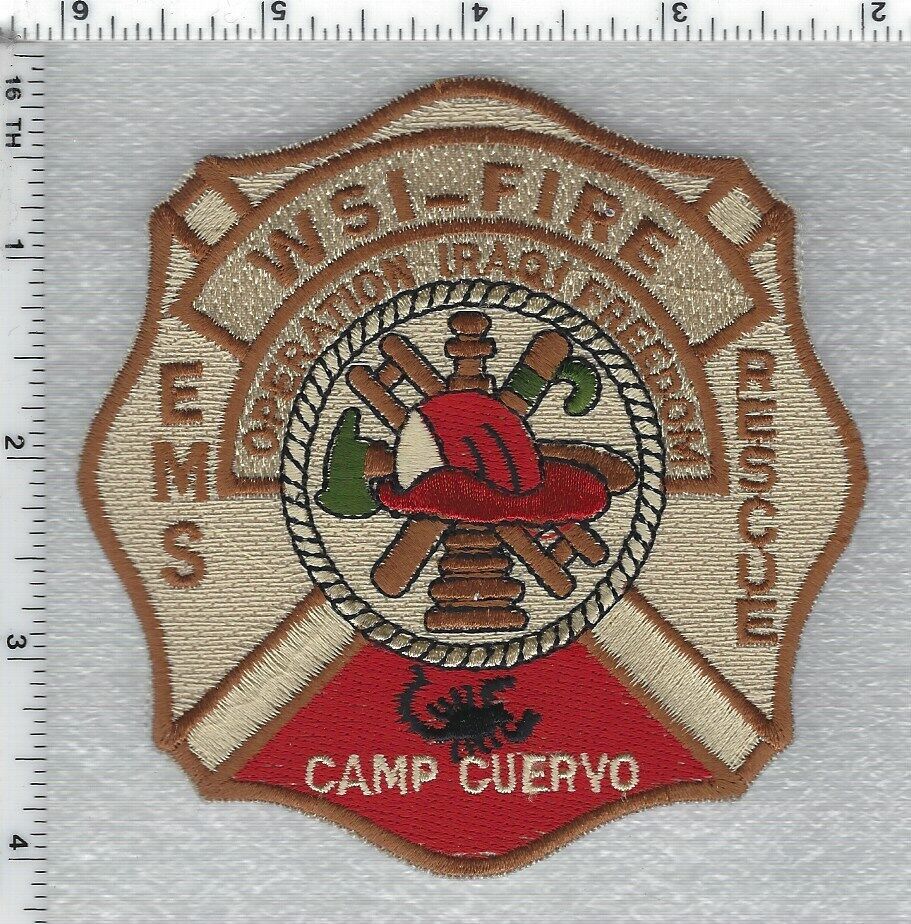 6 5 4 3 2
16 TH
1
2
3
4
WSI-FIRE
OPERATION IRAQI FREEDOM
EMS
RESCUE
CAMP CUERVO